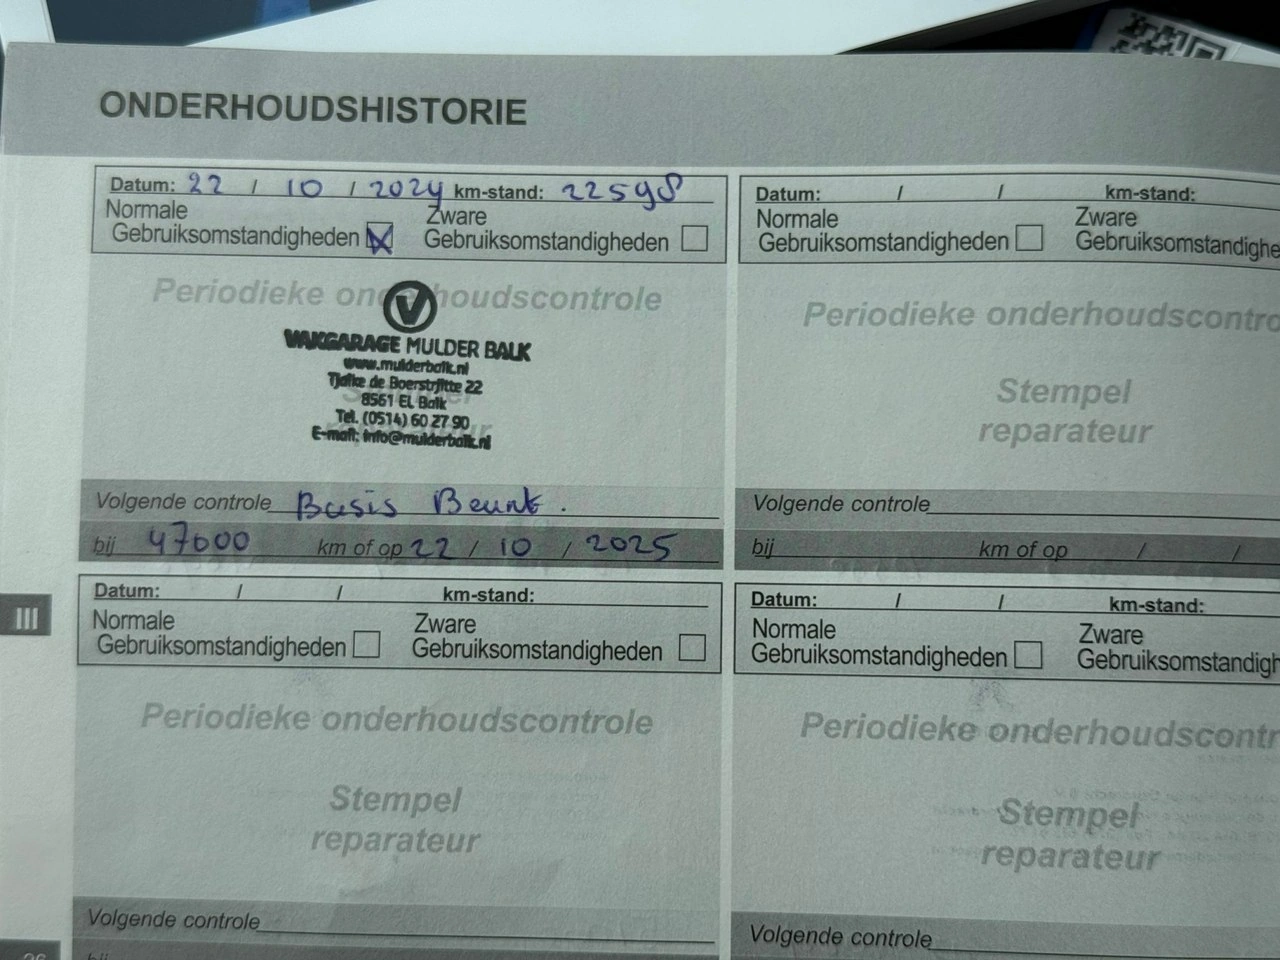 ONDERHOUDSHISTORIE
Datum: 22 / 10 / 2024 km-stand: 22598
Normale Zware
Gebruiksomstandigheden Gebruiksomstandigheden
Periodieke onderhoudscontrole
V
VAKGARAGE MULDER BALK
www.mulderbalk.nl
Tjalke de Boerstrjitte 22
8561 EL Balk
Tel. (0514) 60 27 90
E-mail: info@mulderbalk.nl
Volgende controle Basis Beurt.
bij 47000 km of op 22 / 10 / 2025
Datum: / / km-stand:
Normale Zware
Gebruiksomstandigheden Gebruiksomstandighe
Periodieke onderhoudscontro
Stempel
reparateur
Volgende controle
bij km of op / /
III
Datum: / / km-stand:
Normale Zware
Gebruiksomstandigheden Gebruiksomstandigheden
Periodieke onderhoudscontrole
Stempel
reparateur
Volgende controle
bij
Datum: / / km-stand:
Normale Zware
Gebruiksomstandigheden Gebruiksomstandigh
Periodieke onderhoudscontr
Stempel
reparateur
Volgende controle